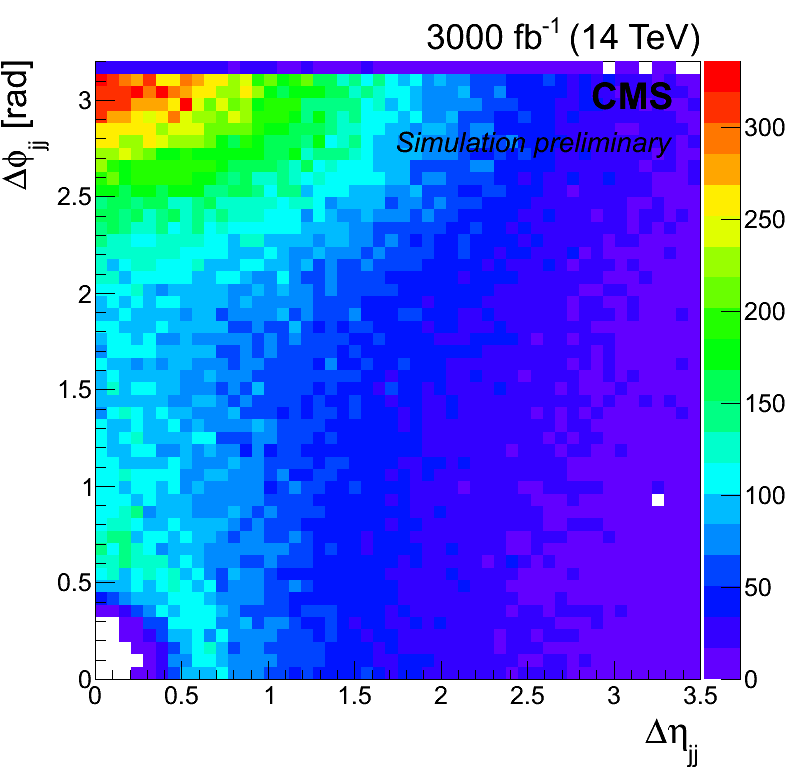 3000 fb-1 (14 TeV)
CMS
Simulation preliminary
Δϕjj [rad]
3
2.5
2
1.5
1
0.5
0
0 0.5 1 1.5 2 2.5 3 3.5
Δηjj
300
250
200
150
100
50
0